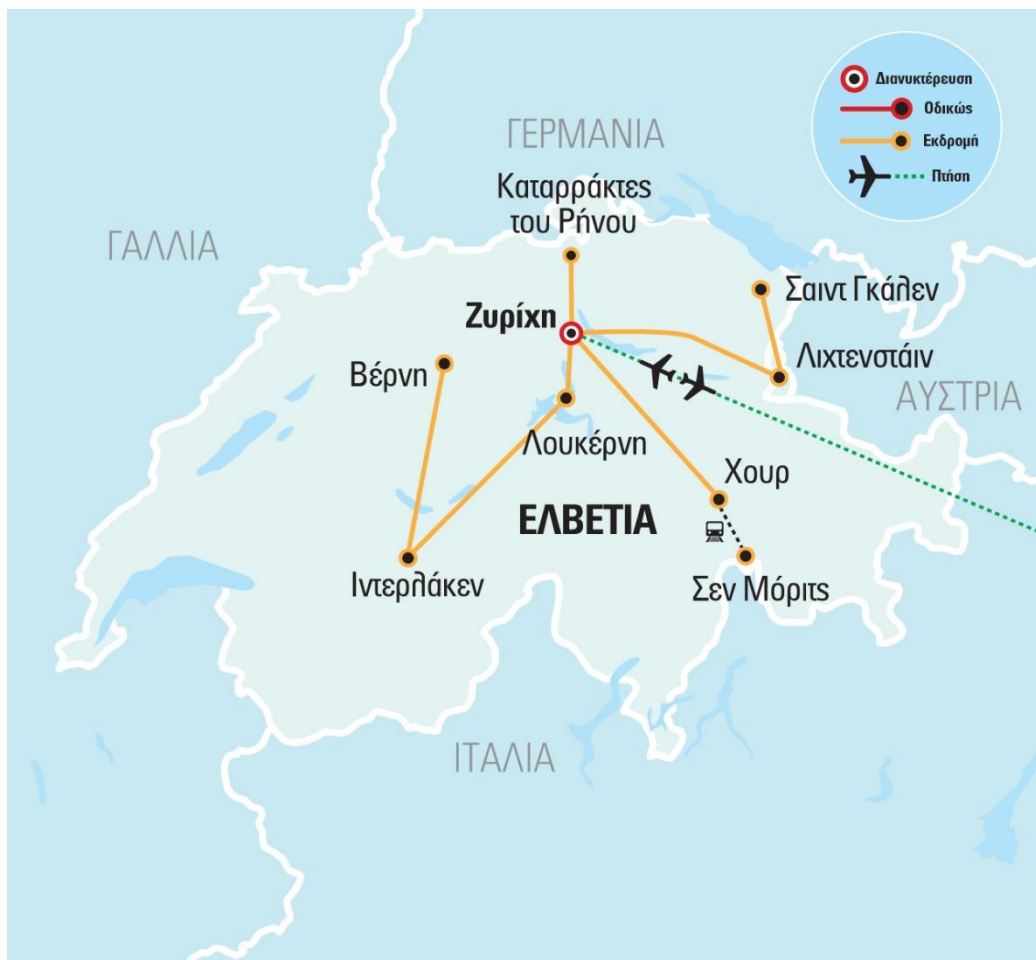 Διανυκτέρευση
Οδικώς
Εκδρομή
Πτήση
ΓΕΡΜΑΝΙΑ
Καταρράκτες
του Ρήνου
ΓΑΛΛΙΑ
Σαιντ Γκάλεν
Ζυρίχη
Λιχτενστάιν
Βέρνη
ΑΥΣΤΡΙΑ
Λουκέρνη
Χουρ
ΕΛΒΕΤΙΑ
Ιντερλάκεν
Σεν Μόριτς
ΙΤΑΛΙΑ